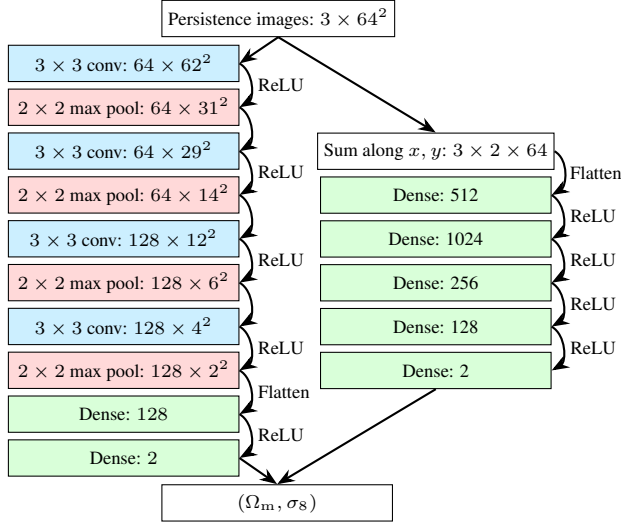 Persistence images: 3 × 64²
3 × 3 conv: 64 × 62²
ReLU
2 × 2 max pool: 64 × 31²
3 × 3 conv: 64 × 29²
ReLU
2 × 2 max pool: 64 × 14²
3 × 3 conv: 128 × 12²
ReLU
2 × 2 max pool: 128 × 6²
3 × 3 conv: 128 × 4²
ReLU
2 × 2 max pool: 128 × 2²
Flatten
Dense: 128
ReLU
Dense: 2
Sum along x, y: 3 × 2 × 64
Flatten
Dense: 512
ReLU
Dense: 1024
ReLU
Dense: 256
ReLU
Dense: 128
ReLU
Dense: 2
(Ωₘ, σ₈)